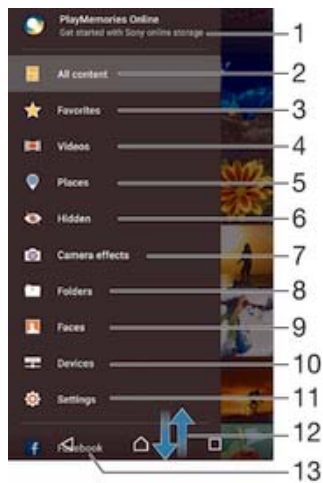 PlayMemories Online
Get started with Sony online storage
1
All content
2
Favorites
3
Videos
4
Places
5
Hidden
6
Camera effects
7
Folders
8
Faces
9
Devices
10
Settings
11
12
Facebook
13